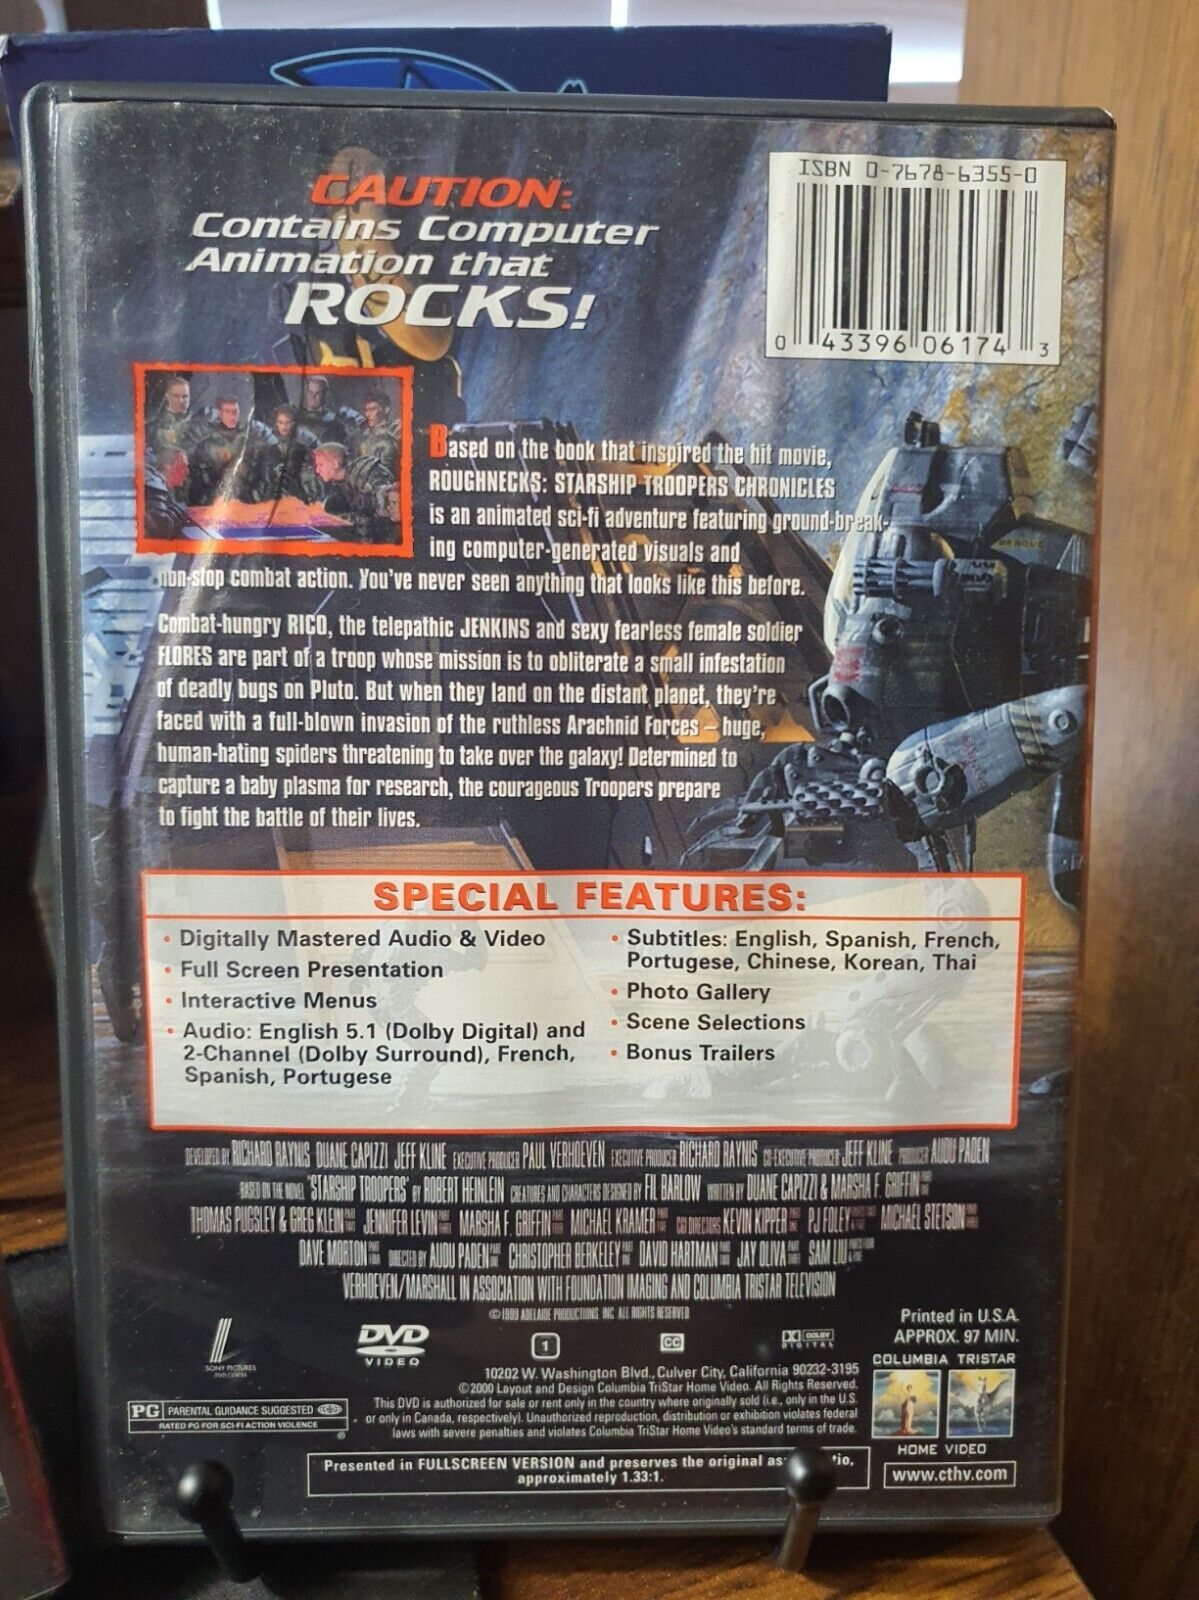 CAUTION:
Contains Computer
Animation that
ROCKS!
ISBN 0-7678-6355-0
0 43396 06174 3
Based on the book that inspired the hit movie,
ROUGHNECKS: STARSHIP TROOPERS CHRONICLES
is an animated sci-fi adventure featuring ground-break-
ing computer-generated visuals and
non-stop combat action. You've never seen anything that looks like this before.
Combat-hungry RICO, the telepathic JENKINS and sexy fearless female soldier
FLORES are part of a troop whose mission is to obliterate a small infestation
of deadly bugs on Pluto. But when they land on the distant planet, they're
faced with a full-blown invasion of the ruthless Arachnid Forces – huge,
human-hating spiders threatening to take over the galaxy! Determined to
capture a baby plasma for research, the courageous Troopers prepare
to fight the battle of their lives.
SPECIAL FEATURES:
• Digitally Mastered Audio & Video
• Full Screen Presentation
• Interactive Menus
• Audio: English 5.1 (Dolby Digital) and
2-Channel (Dolby Surround), French,
Spanish, Portugese
• Subtitles: English, Spanish, French,
Portugese, Chinese, Korean, Thai
• Photo Gallery
• Scene Selections
• Bonus Trailers
DEVELOPED BY RICHARD RAYNIS DUANE CAPIZZI JEFF KLINE EXECUTIVE PRODUCER PAUL VERHOEVEN EXECUTIVE PRODUCER RICHARD RAYNIS CO-EXECUTIVE PRODUCER JEFF KLINE PRODUCER AUDU PADEN
BASED ON THE NOVEL "STARSHIP TROOPERS" BY ROBERT HEINLEIN CREATURES AND CHARACTERS DESIGNED BY FIL BARLOW WRITTEN BY DUANE CAPIZZI & MARSHA F. GRIFFIN
THOMAS PUGSLEY & GREG KLEIN JENNIFER LEVIN MARSHA F. GRIFFIN MICHAEL KRAMER CO-DIRECTORS KEVIN KIPPER PJ FOLEY MICHAEL STETSON
DAVE MORTON DIRECTED BY AUDU PADEN CHRISTOPHER BERKELEY DAVID HARTMAN JAY OLIVA SAM LIU
VERHOEVEN/MARSHALL IN ASSOCIATION WITH FOUNDATION IMAGING AND COLUMBIA TRISTAR TELEVISION
©1999 ADELAIDE PRODUCTIONS INC. ALL RIGHTS RESERVED
SONY PICTURES
DVD CENTER
DVD
VIDEO
1
CC
DOLBY
DIGITAL
Printed in U.S.A.
APPROX. 97 MIN.
COLUMBIA TRISTAR
HOME VIDEO
www.cthv.com
10202 W. Washington Blvd., Culver City, California 90232-3195
©2000 Layout and Design Columbia TriStar Home Video. All Rights Reserved.
This DVD is authorized for sale or rent only in the country where originally sold (i.e., only in the U.S.
or only in Canada, respectively). Unauthorized reproduction, distribution or exhibition violates federal
laws with severe penalties and violates Columbia TriStar Home Video's standard terms of trade.
PG PARENTAL GUIDANCE SUGGESTED
RATED PG FOR SCI-FI ACTION VIOLENCE
®
Presented in FULLSCREEN VERSION and preserves the original
approximately 1.33:1.